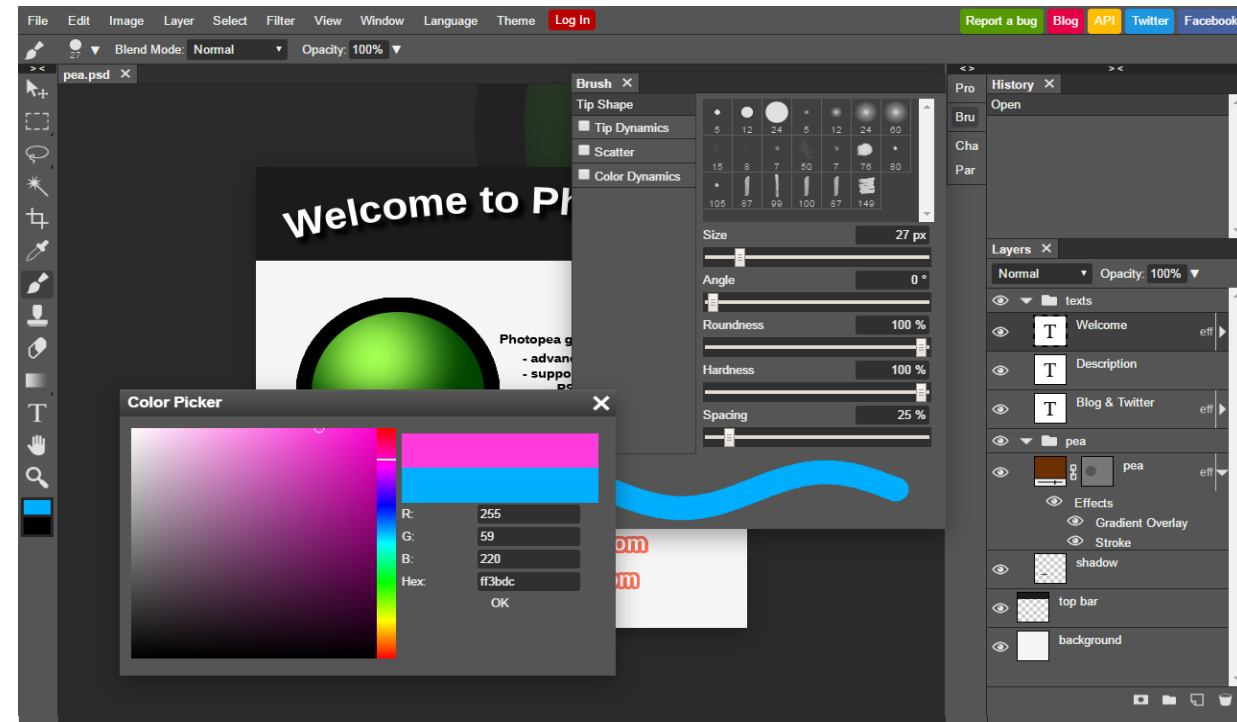 File Edit Image Layer Select Filter View Window Language Theme Log In Report a bug Blog API Twitter Facebook
27 Blend Mode: Normal Opacity: 100%
pea.psd
Welcome to Ph
Photopea g
- advan
- suppo
om
om
Brush
Tip Shape
Tip Dynamics
Scatter
Color Dynamics
5 12 24 5 12 24 60
15 8 7 50 7 76 80
105 87 99 100 87 149
Size 27 px
Angle 0 °
Roundness 100 %
Hardness 100 %
Spacing 25 %
Color Picker
R: 255
G: 59
B: 220
Hex: ff3bdc
OK
Pro
Bru
Cha
Par
History
Open
Layers
Normal Opacity: 100%
texts
T Welcome eff
T Description
T Blog & Twitter eff
pea
pea eff
Effects
Gradient Overlay
Stroke
shadow
top bar
background
T